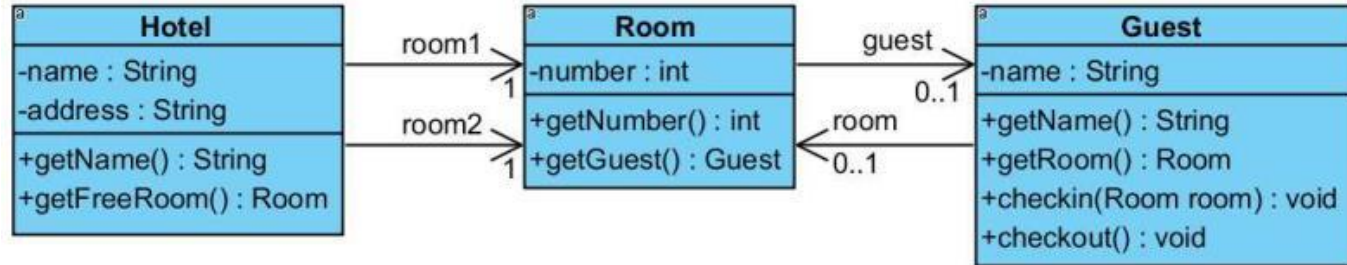 a
Hotel
-name : String
-address : String
+getName() : String
+getFreeRoom() : Room
room1
1
room2
1
a
Room
-number : int
+getNumber() : int
+getGuest() : Guest
guest
0..1
room
0..1
a
Guest
-name : String
+getName() : String
+getRoom() : Room
+checkin(Room room) : void
+checkout() : void